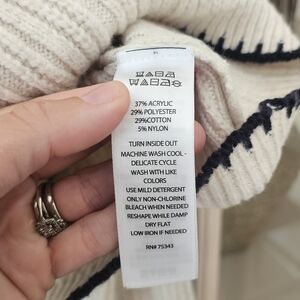 37% ACRYLIC
29% POLYESTER
29%COTTON
5% NYLON
TURN INSIDE OUT
MACHINE WASH COOL -
DELICATE CYCLE
WASH WITH LIKE
COLORS
USE MILD DETERGENT
ONLY NON-CHLORINE
BLEACH WHEN NEEDED
RESHAPE WHILE DAMP
DRY FLAT
LOW IRON IF NEEDED
RN# 75343